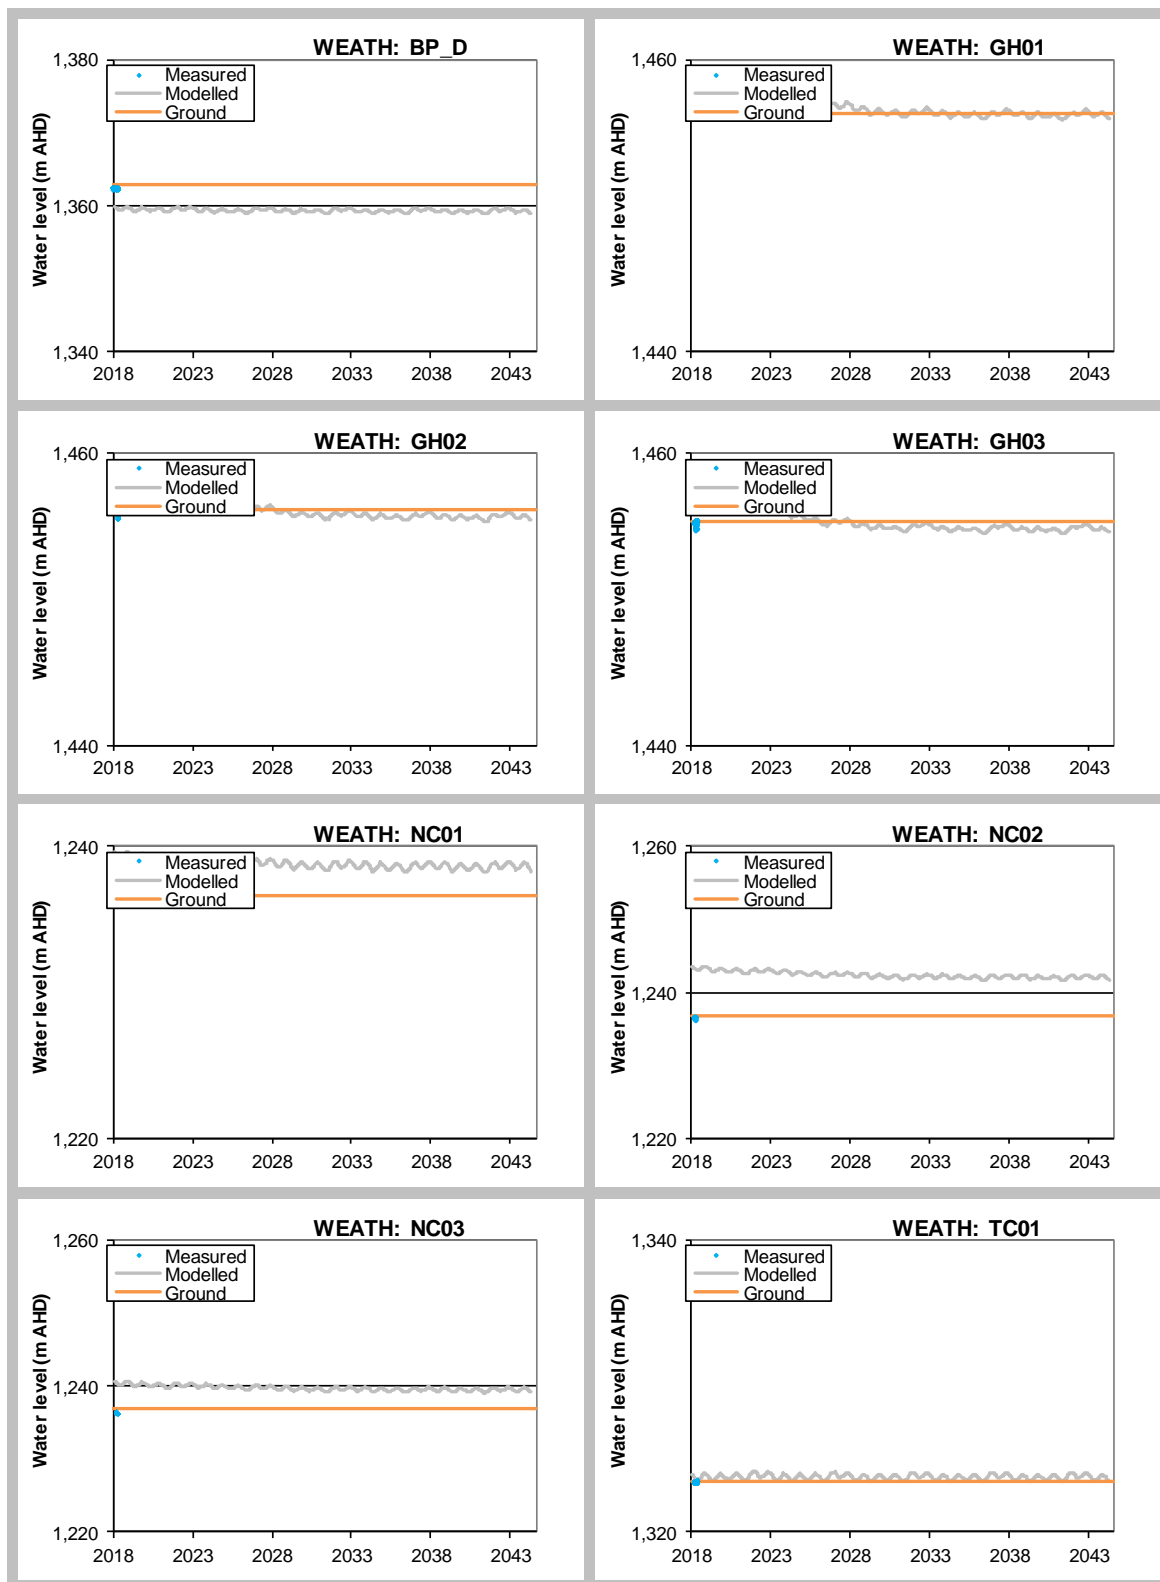 WEATH: BP_D
Water level (m AHD)
1,380
1,360
1,340
Measured
Modelled
Ground
2018 2023 2028 2033 2038 2043
WEATH: GH01
Water level (m AHD)
1,460
1,440
Measured
Modelled
Ground
2018 2023 2028 2033 2038 2043
WEATH: GH02
Water level (m AHD)
1,460
1,440
Measured
Modelled
Ground
2018 2023 2028 2033 2038 2043
WEATH: GH03
Water level (m AHD)
1,460
1,440
Measured
Modelled
Ground
2018 2023 2028 2033 2038 2043
WEATH: NC01
Water level (m AHD)
1,240
1,220
Measured
Modelled
Ground
2018 2023 2028 2033 2038 2043
WEATH: NC02
Water level (m AHD)
1,260
1,240
1,220
Measured
Modelled
Ground
2018 2023 2028 2033 2038 2043
WEATH: NC03
Water level (m AHD)
1,260
1,240
1,220
Measured
Modelled
Ground
2018 2023 2028 2033 2038 2043
WEATH: TC01
Water level (m AHD)
1,340
1,320
Measured
Modelled
Ground
2018 2023 2028 2033 2038 2043